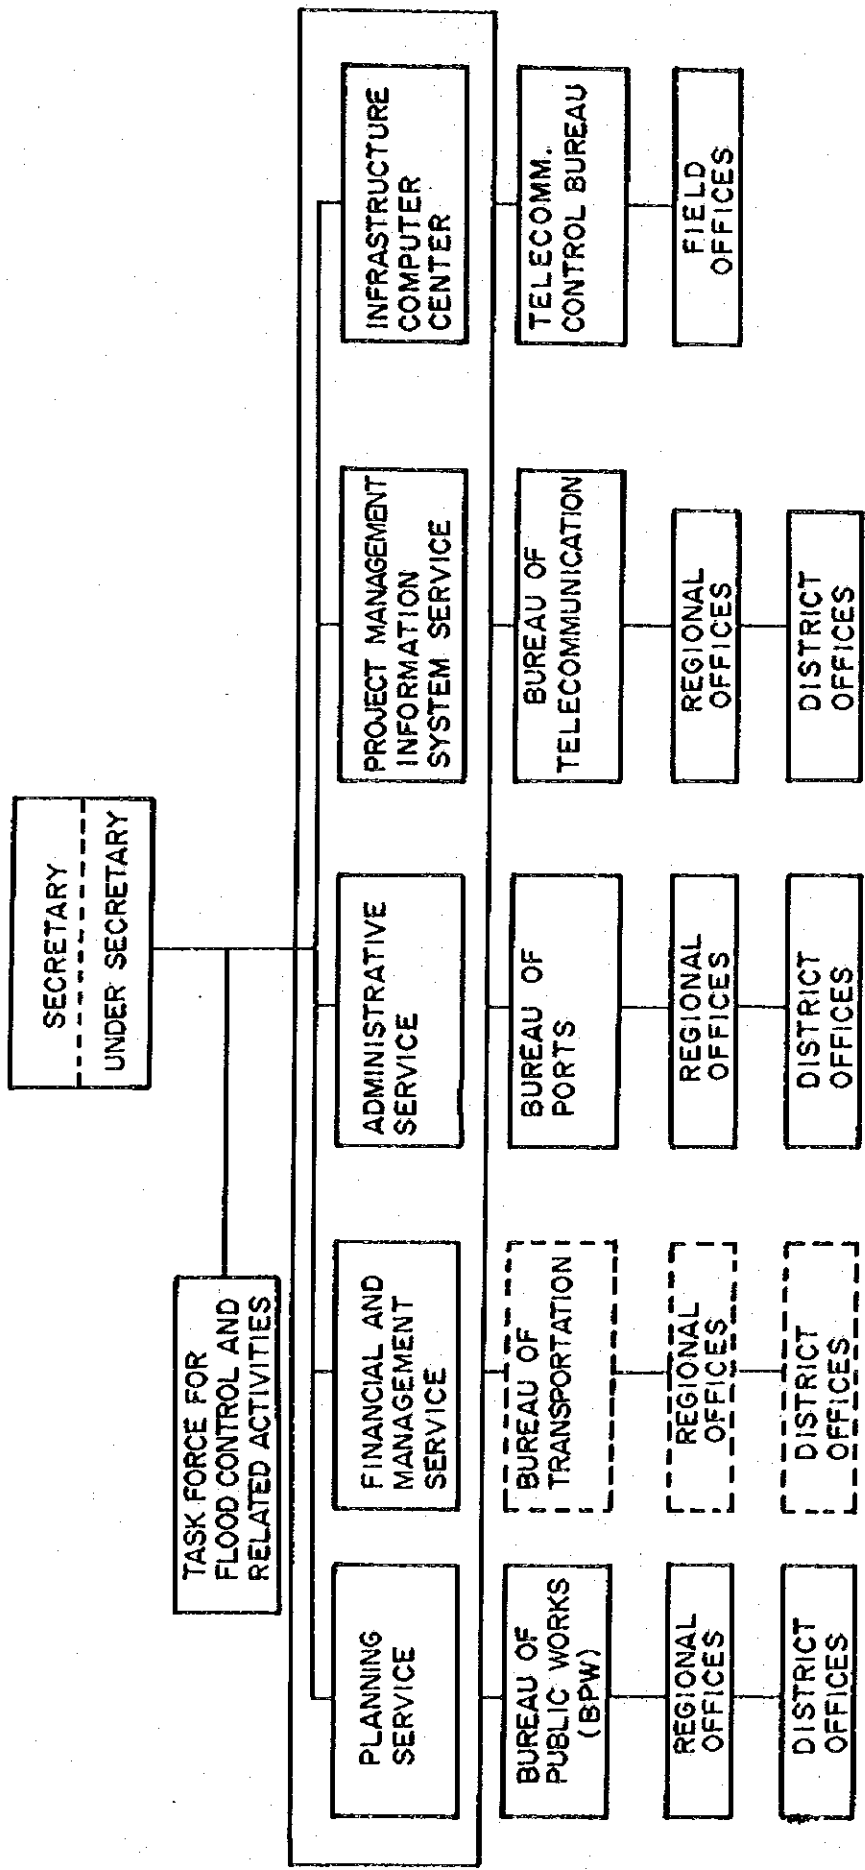 SECRETARY
UNDER SECRETARY
TASK FORCE FOR
FLOOD CONTROL AND
RELATED ACTIVITIES
PLANNING
SERVICE
FINANCIAL AND
MANAGEMENT
SERVICE
ADMINISTRATIVE
SERVICE
PROJECT MANAGEMENT
INFORMATION
SYSTEM SERVICE
INFRASTRUCTURE
COMPUTER
CENTER
BUREAU OF
PUBLIC WORKS
(BPW)
BUREAU OF
TRANSPORTATION
BUREAU OF
PORTS
BUREAU OF
TELECOMMUNICATION
TELECOMM.
CONTROL BUREAU
REGIONAL
OFFICES
REGIONAL
OFFICES
REGIONAL
OFFICES
REGIONAL
OFFICES
FIELD
OFFICES
DISTRICT
OFFICES
DISTRICT
OFFICES
DISTRICT
OFFICES
DISTRICT
OFFICES